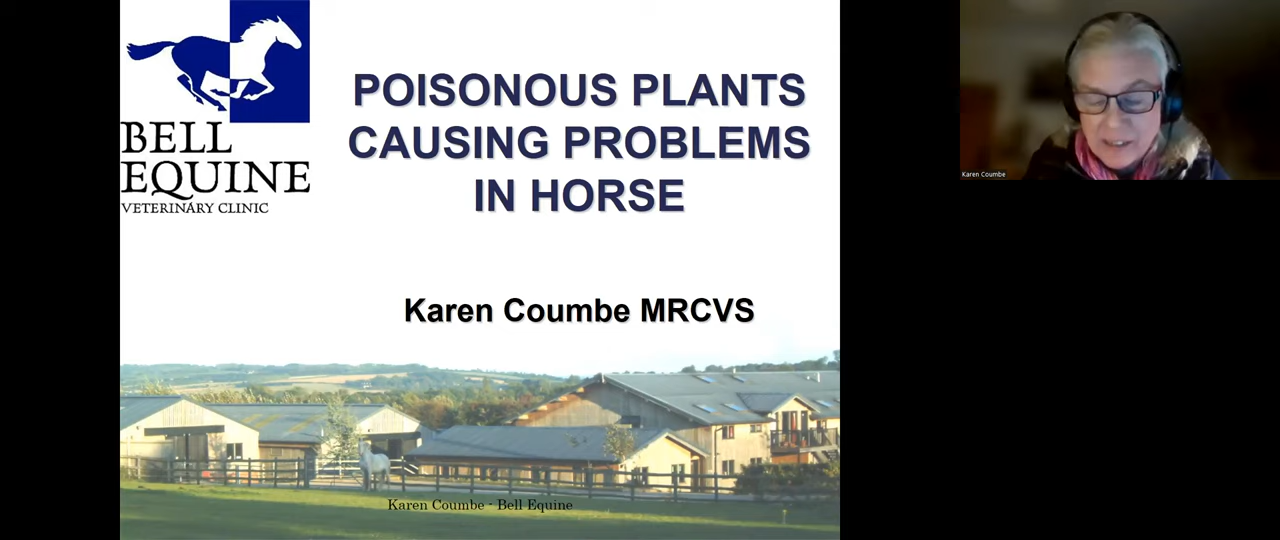 BELL
EQUINE
VETERINARY CLINIC
POISONOUS PLANTS
CAUSING PROBLEMS
IN HORSE
Karen Coumbe MRCVS
Karen Coumbe - Bell Equine
Karen Coumbe